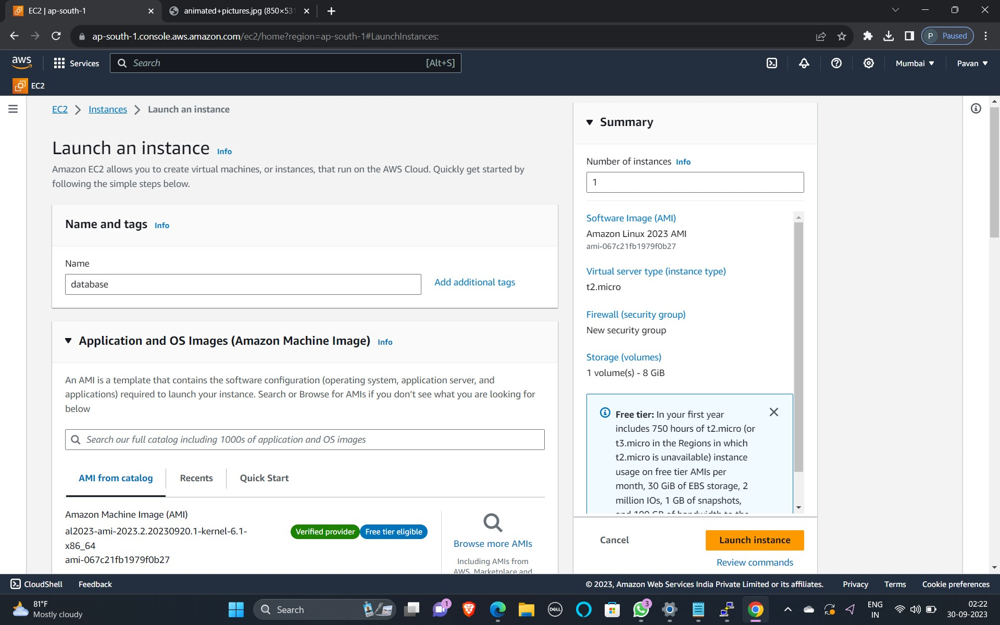 EC2 | ap-south-1
animated+pictures.jpg (850×531
ap-south-1.console.aws.amazon.com/ec2/home?region=ap-south-1#LaunchInstances:
P Paused
aws
Services
Search
[Alt+S]
Mumbai
Pavan
EC2
EC2
Instances
Launch an instance
Launch an instance Info
Amazon EC2 allows you to create virtual machines, or instances, that run on the AWS Cloud. Quickly get started by
following the simple steps below.
Name and tags Info
Name
database
Add additional tags
Application and OS Images (Amazon Machine Image) Info
An AMI is a template that contains the software configuration (operating system, application server, and
applications) required to launch your instance. Search or Browse for AMIs if you don’t see what you are looking for
below
Search our full catalog including 1000s of application and OS images
AMI from catalog
Recents
Quick Start
Amazon Machine Image (AMI)
al2023-ami-2023.2.20230920.1-kernel-6.1-
x86_64
ami-067c21fb1979f0b27
Verified provider
Free tier eligible
Browse more AMIs
Including AMIs from
AWS, Marketplace and
Summary
Number of instances Info
1
Software Image (AMI)
Amazon Linux 2023 AMI
ami-067c21fb1979f0b27
Virtual server type (instance type)
t2.micro
Firewall (security group)
New security group
Storage (volumes)
1 volume(s) - 8 GiB
Free tier: In your first year
includes 750 hours of t2.micro (or
t3.micro in the Regions in which
t2.micro is unavailable) instance
usage on free tier AMIs per
month, 30 GiB of EBS storage, 2
million IOs, 1 GB of snapshots,
and 100 GB of bandwidth to the
Cancel
Launch instance
Review commands
CloudShell
Feedback
© 2023, Amazon Web Services India Private Limited or its affiliates.
Privacy
Terms
Cookie preferences
81°F
Mostly cloudy
Search
1
DELL
3
ENG
IN
02:22
30-09-2023